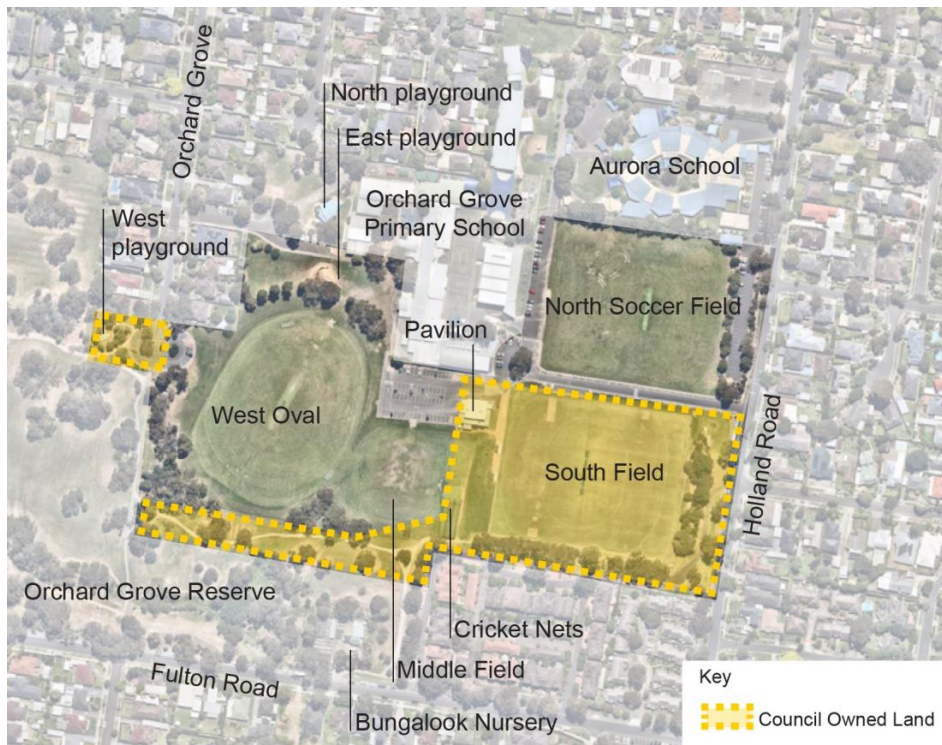 Orchard Grove
North playground
East playground
Aurora School
West
playground
Orchard Grove
Primary School
North Soccer Field
Pavilion
West Oval
South Field
Holland Road
Orchard Grove Reserve
Cricket Nets
Middle Field
Fulton Road
Bungalook Nursery
Key
Council Owned Land